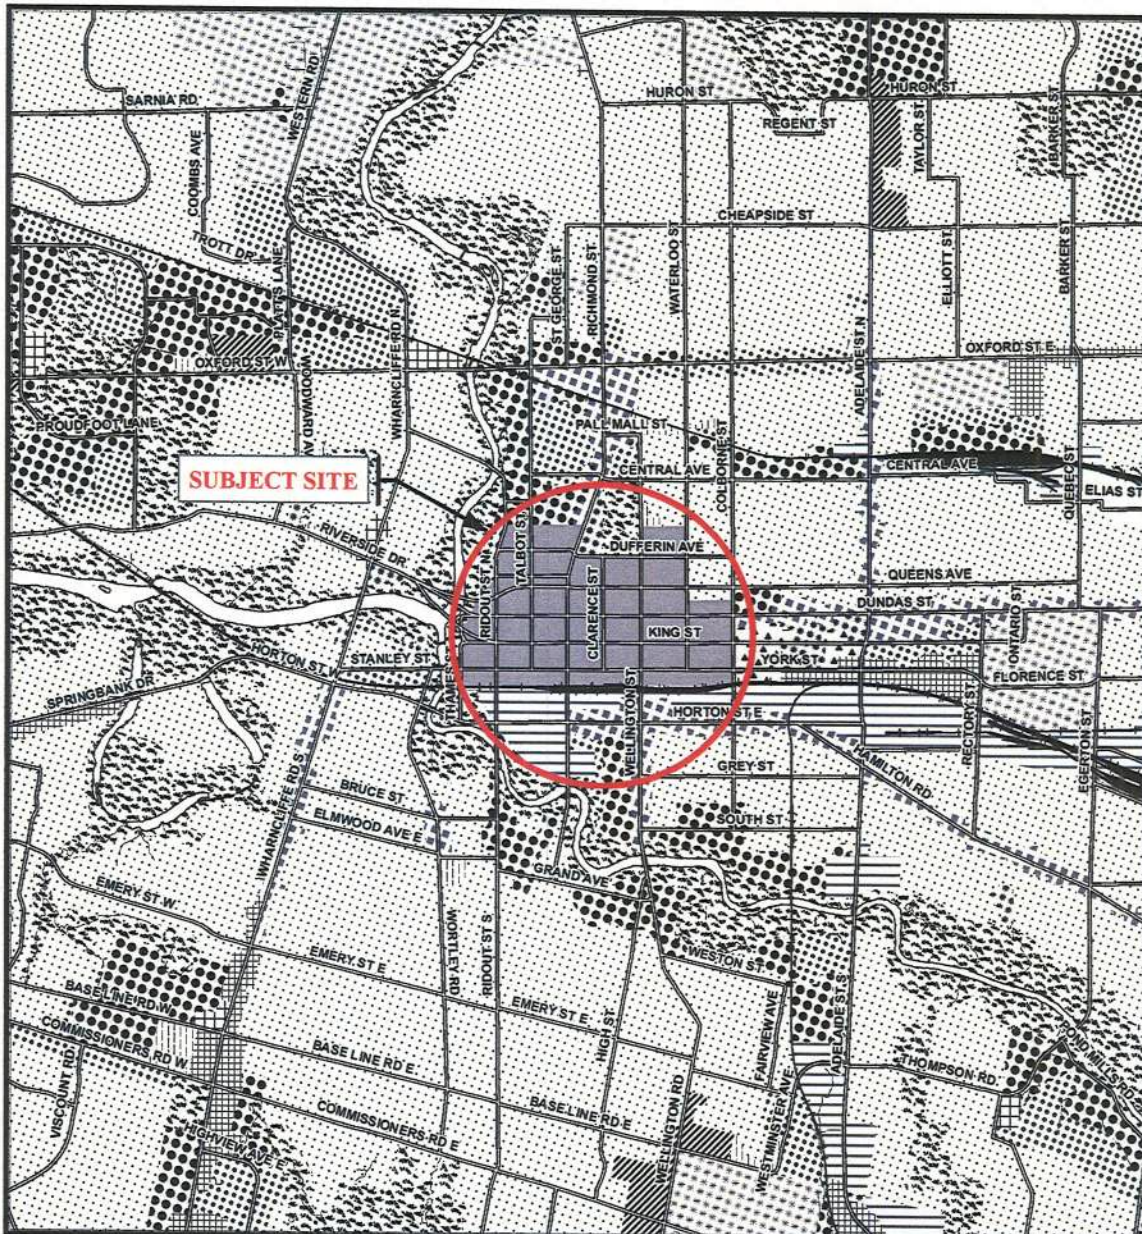 SARNIA RD
WESTERN RD
HURON ST
HURON ST
REGENT ST
TAYLOR ST
BARKER ST
COOMBS AVE
CHEAPSIDE ST
TROTT DR
PLATTS LANE
ST GEORGE ST
RICHMOND ST.
WATERLOO ST
ELLIOTT ST
BARKER ST
WHARNCLIFFE RD N.
ADELAIDE ST N
OXFORD ST W
OXFORD ST E
WOODWARD AV
PROUDFOOT LANE
PALL MALL ST
COLBORNE ST
CENTRAL AVE
CENTRAL AVE
QUEBEC ST
ELIAS ST
SUBJECT SITE
RIVERSIDE DR
TALBOT ST
RIDOUT ST N
DUFFERIN AVE
CLARENCE ST
QUEENS AVE
DUNDAS ST
KING ST
ONTARIO ST
STANLEY ST
YORK ST
HORTON ST W
SPRINGBANK DR
THAMES ST
WELLINGTON ST
FLORENCE ST
HORTON ST E
RECTORY ST
EGERTON ST
HAMILTON RD
GREY ST
WHARNCLIFFE RD S
BRUCE ST
ELMWOOD AVE E
SOUTH ST
GRAND AVE
EMERY ST W
EMERY ST E
WORTLEY RD
RIDOUT ST S
WESTON ST
EMERY ST E
HIGH ST.
FAIRVIEW AVE
ADELAIDE ST S
POND MILLS RD
BASE LINE RD W
COMMISSIONERS RD W
BASE LINE RD E
THOMPSON RD.
VISCOUNT RD
BASE LINE RD E
COMMISSIONERS RD E
WELLINGTON RD
WESTMINSTER AVE
HIGHVIEW AVE E